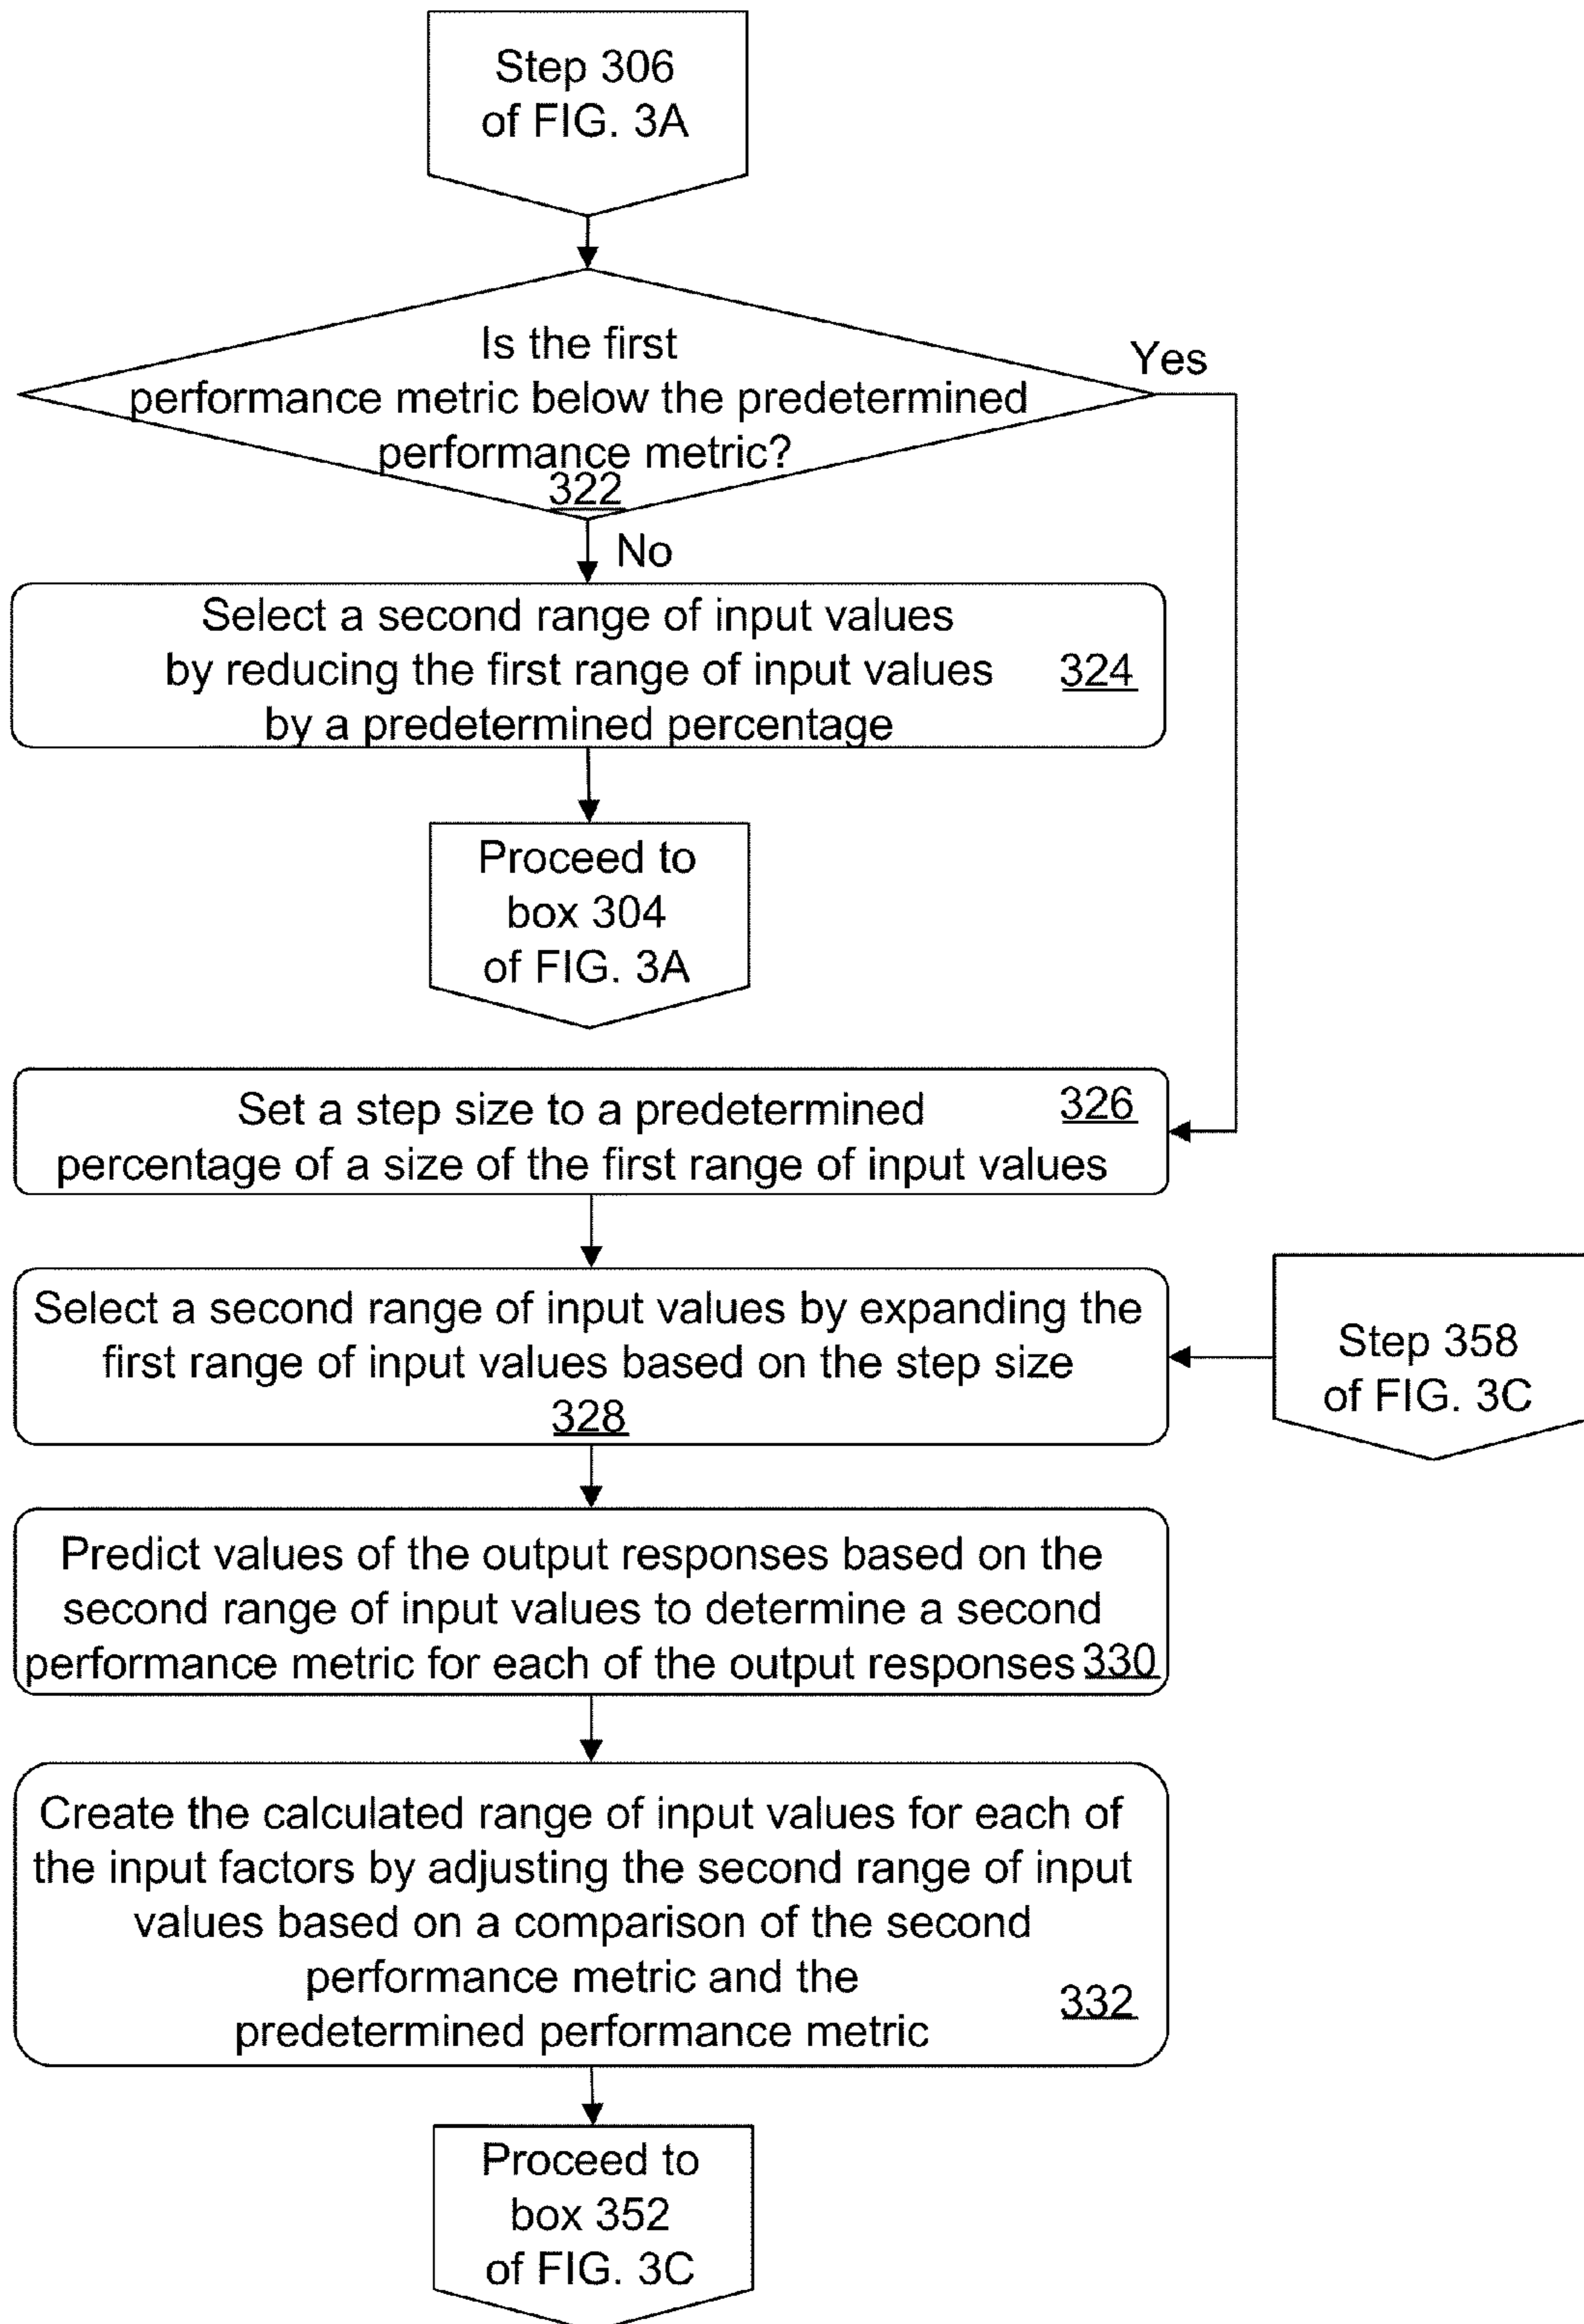 Step 306
of FIG. 3A
Is the first
performance metric below the predetermined
performance metric?
322
Yes
No
Select a second range of input values
by reducing the first range of input values
by a predetermined percentage
324
Proceed to
box 304
of FIG. 3A
Set a step size to a predetermined
percentage of a size of the first range of input values
326
Select a second range of input values by expanding the
first range of input values based on the step size
328
Step 358
of FIG. 3C
Predict values of the output responses based on the
second range of input values to determine a second
performance metric for each of the output responses 330
Create the calculated range of input values for each of
the input factors by adjusting the second range of input
values based on a comparison of the second
performance metric and the
predetermined performance metric
332
Proceed to
box 352
of FIG. 3C